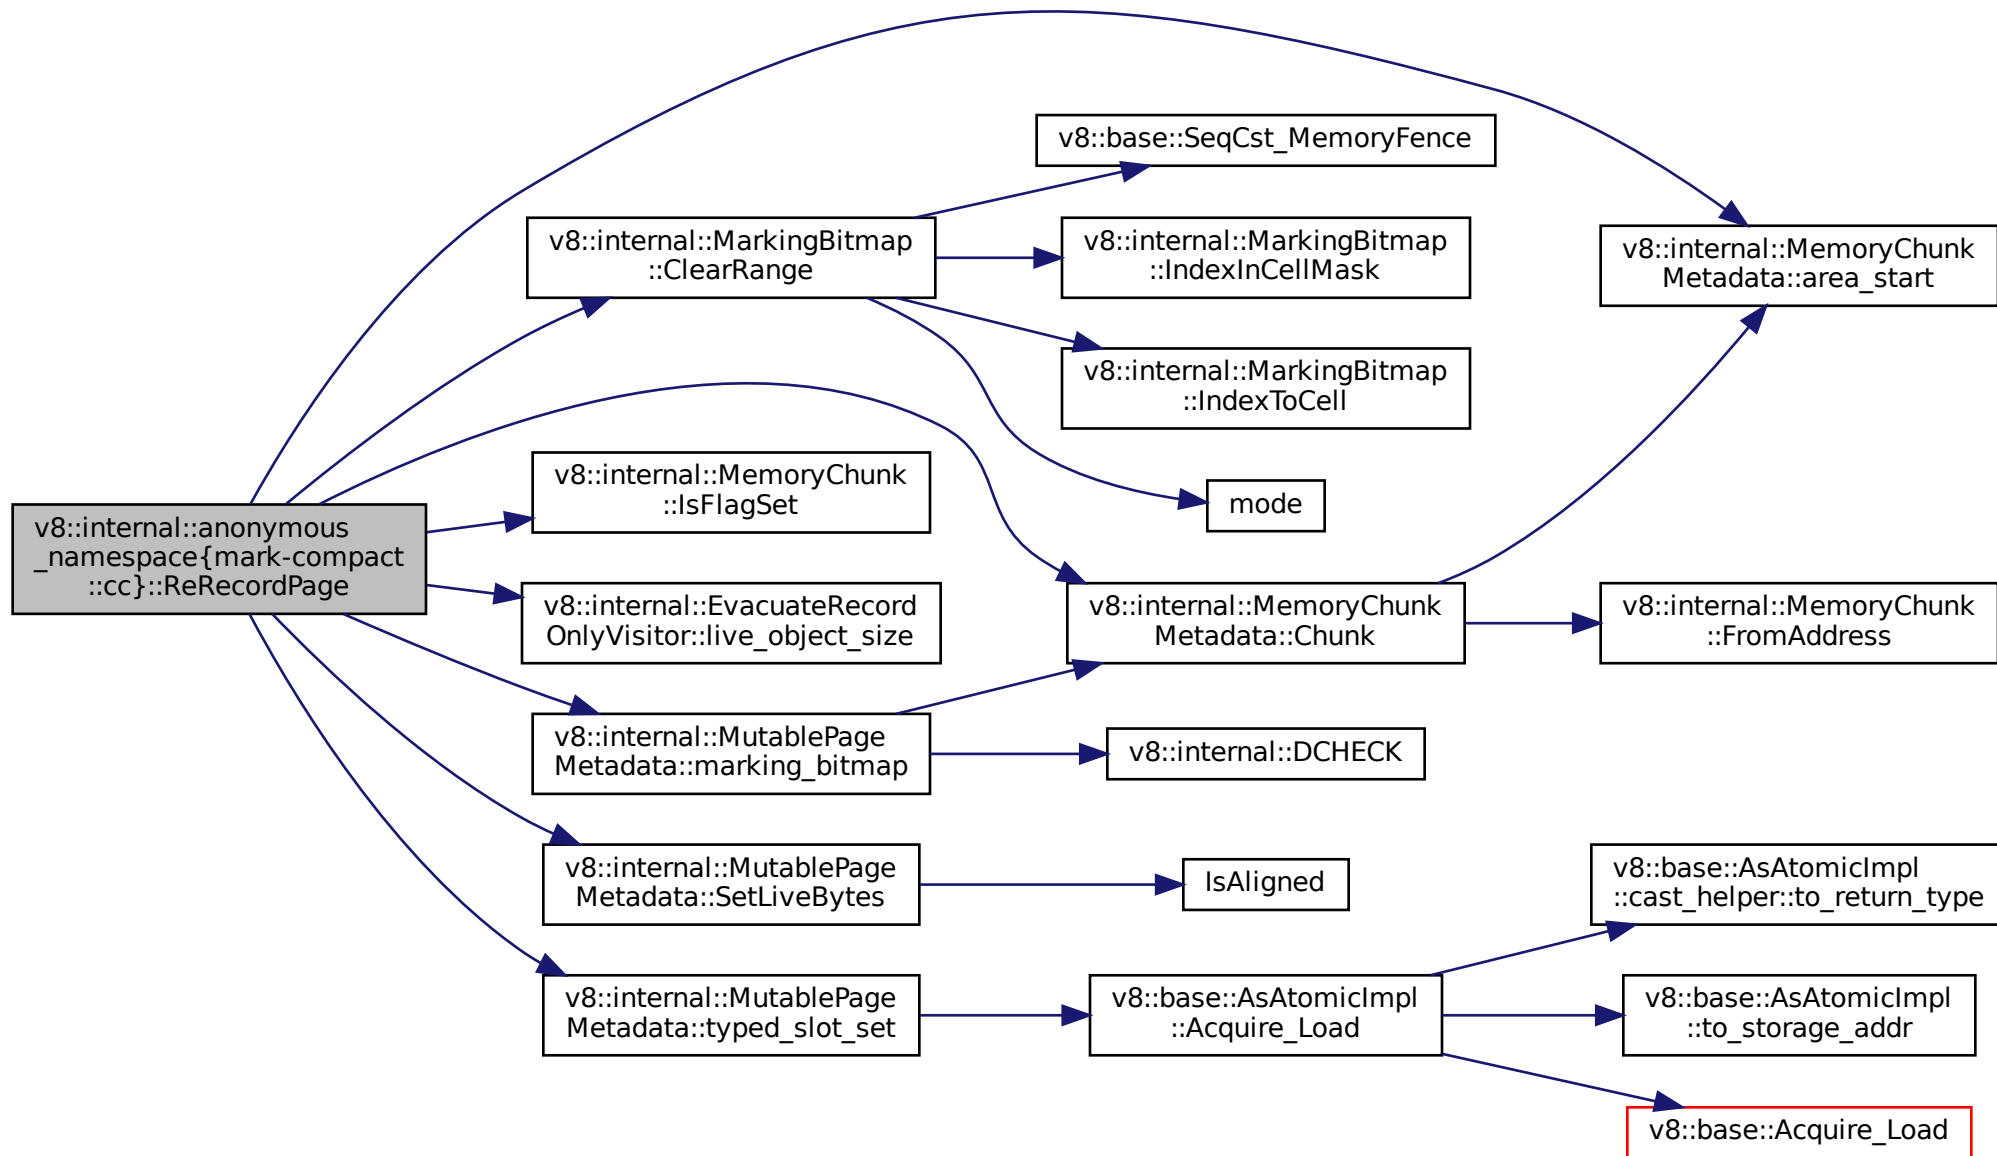 v8::internal::anonymous
_namespace{mark-compact
::cc}::ReRecordPage
v8::internal::MarkingBitmap
::ClearRange
v8::internal::MemoryChunk
::IsFlagSet
v8::internal::EvacuateRecord
OnlyVisitor::live_object_size
v8::internal::MutablePage
Metadata::marking_bitmap
v8::internal::MutablePage
Metadata::SetLiveBytes
v8::internal::MutablePage
Metadata::typed_slot_set
v8::base::SeqCst_MemoryFence
v8::internal::MarkingBitmap
::IndexInCellMask
v8::internal::MarkingBitmap
::IndexToCell
mode
v8::internal::MemoryChunk
Metadata::Chunk
v8::internal::DCHECK
IsAligned
v8::base::AsAtomicImpl
::Acquire_Load
v8::internal::MemoryChunk
Metadata::area_start
v8::internal::MemoryChunk
::FromAddress
v8::base::AsAtomicImpl
::cast_helper::to_return_type
v8::base::AsAtomicImpl
::to_storage_addr
v8::base::Acquire_Load